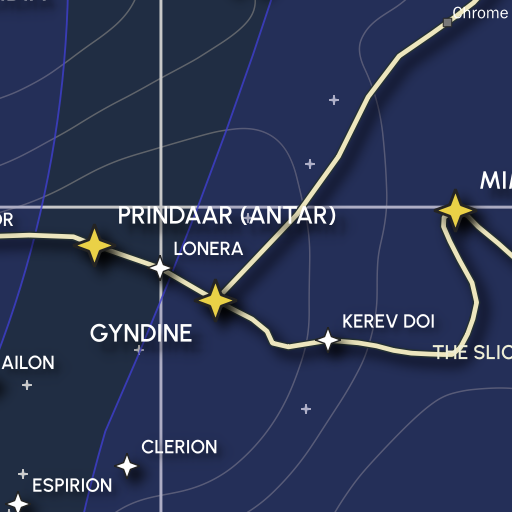 Chrome
PRINDAAR (ANTAR)
LONERA
GYNDINE
KEREV DOI
CLERION
ESPIRION